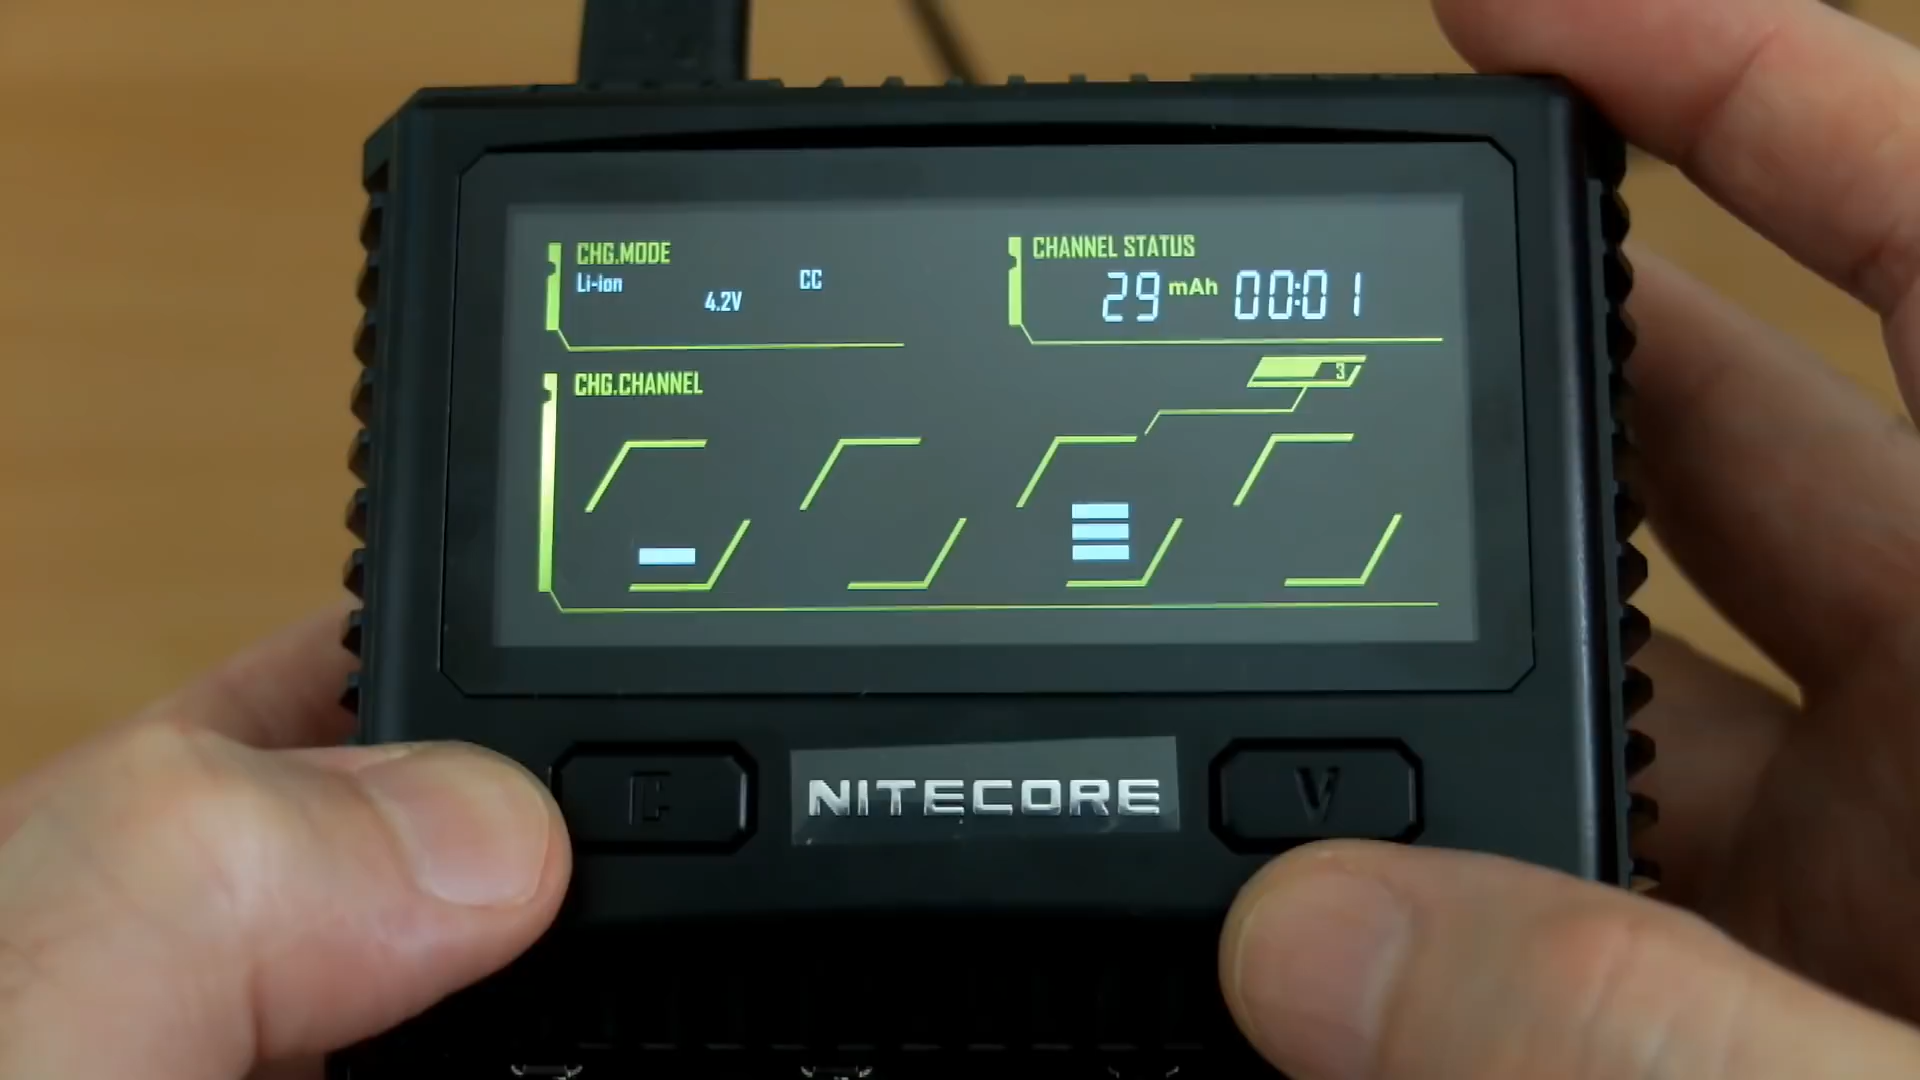 CHG.MODE
Li-ion
CC
4.2V
CHANNEL STATUS
29 mAh 00:01
3
CHG.CHANNEL
C
NITECORE
V